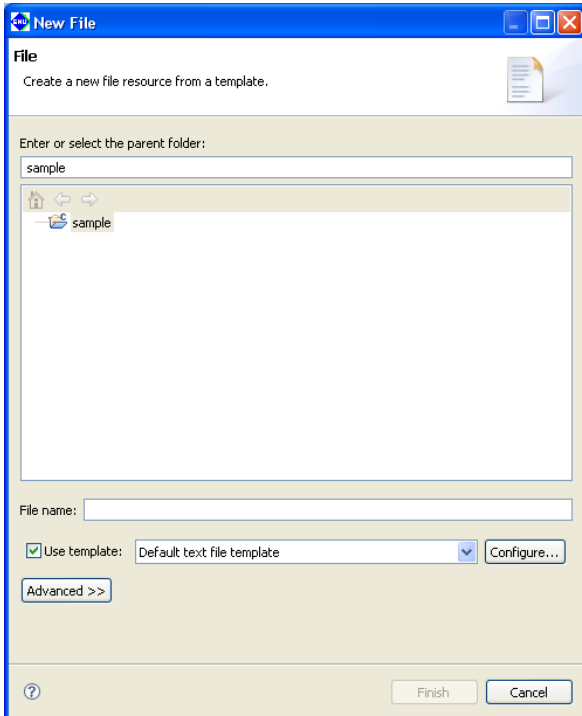 GNU New File
File
Create a new file resource from a template.
Enter or select the parent folder:
sample
C sample
File name:
Use template: Default text file template Configure...
Advanced >>
? Finish Cancel